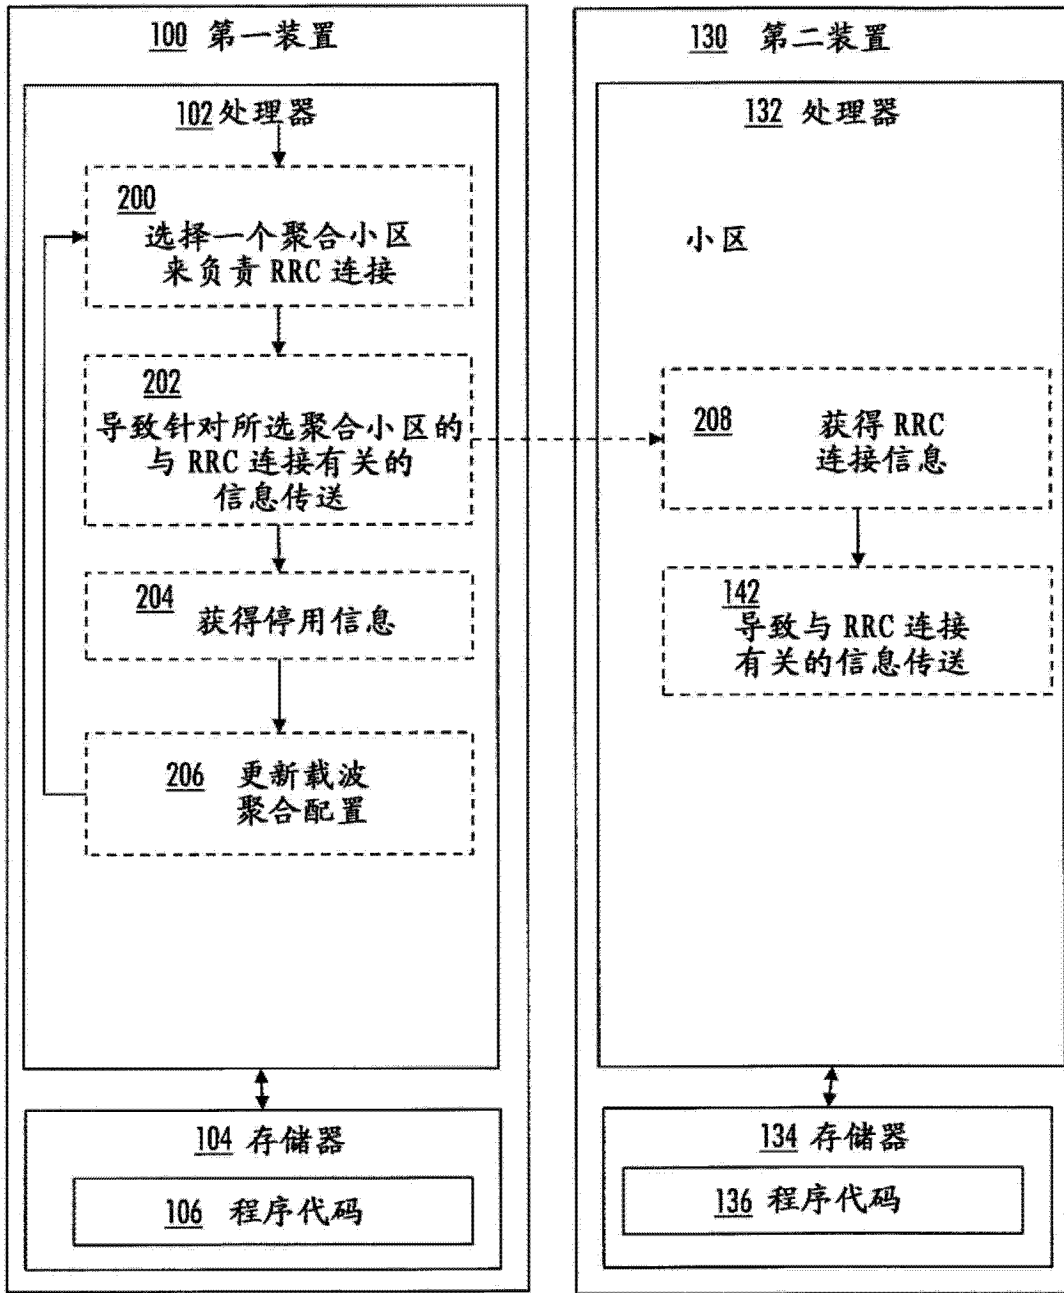 100 第一装置
102 处理器
200
选择一个聚合小区
来负责 RRC 连接
202
导致针对所选聚合小区的
与 RRC 连接有关的
信息传送
204
获得停用信息
206 更新载波
聚合配置
104 存储器
106 程序代码
130 第二装置
132 处理器
小区
208 获得 RRC
连接信息
142
导致与 RRC 连接
有关的信息传送
134 存储器
136 程序代码